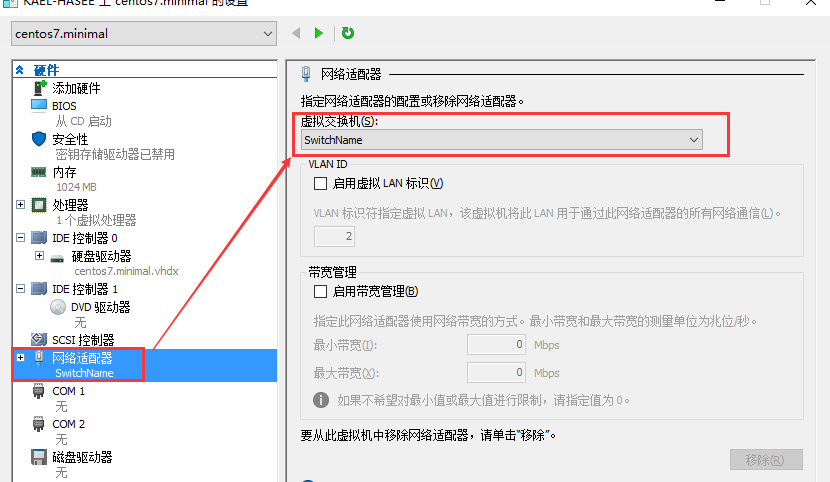 KAEL-HASEE 上 centos7.minimal 的设置
centos7.minimal
硬件
添加硬件
BIOS
从 CD 启动
安全性
密钥存储驱动器已禁用
内存
1024 MB
处理器
1 个虚拟处理器
IDE 控制器 0
硬盘驱动器
centos7.minimal.vhdx
IDE 控制器 1
DVD 驱动器
无
SCSI 控制器
网络适配器
SwitchName
COM 1
无
COM 2
无
磁盘驱动器
无
网络适配器
指定网络适配器的配置或移除网络适配器。
虚拟交换机(S):
SwitchName
VLAN ID
启用虚拟 LAN 标识(V)
VLAN 标识符指定虚拟 LAN，该虚拟机将此 LAN 用于通过此网络适配器的所有网络通信(L)。
2
带宽管理
启用带宽管理(B)
指定此网络适配器使用网络带宽的方式。最小带宽和最大带宽的测量单位为兆位/秒。
最小带宽(I): 0 Mbps
最大带宽(X): 0 Mbps
如果不希望对最小值或最大值进行限制，请指定值为 0。
要从此虚拟机中移除网络适配器，请单击"移除"。
移除(R)